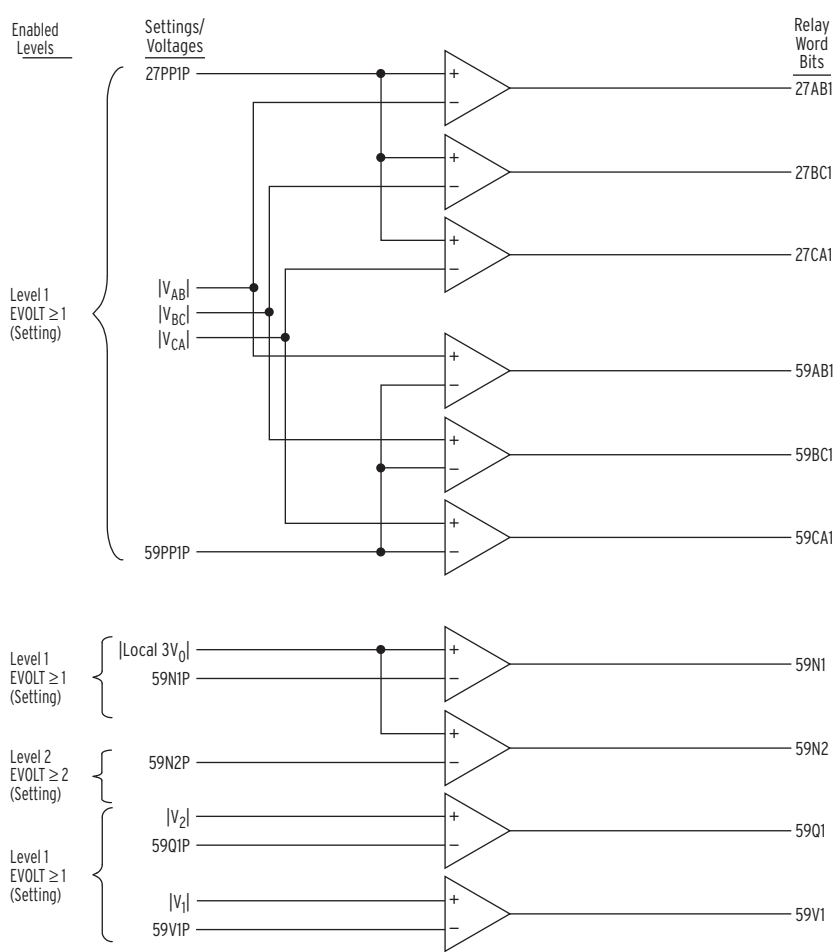 Enabled
Levels
Settings/
Voltages
Relay
Word
Bits
27PP1P
+
−
27AB1
+
−
27BC1
+
−
27CA1
Level 1
EVOLT ≥ 1
(Setting)
|VAB|
|VBC|
|VCA|
+
−
59AB1
+
−
59BC1
+
−
59CA1
59PP1P
Level 1
EVOLT ≥ 1
(Setting)
|Local 3V0|
59N1P
+
−
59N1
Level 2
EVOLT ≥ 2
(Setting)
59N2P
+
−
59N2
Level 1
EVOLT ≥ 1
(Setting)
|V2|
59Q1P
+
−
59Q1
|V1|
59V1P
+
−
59V1